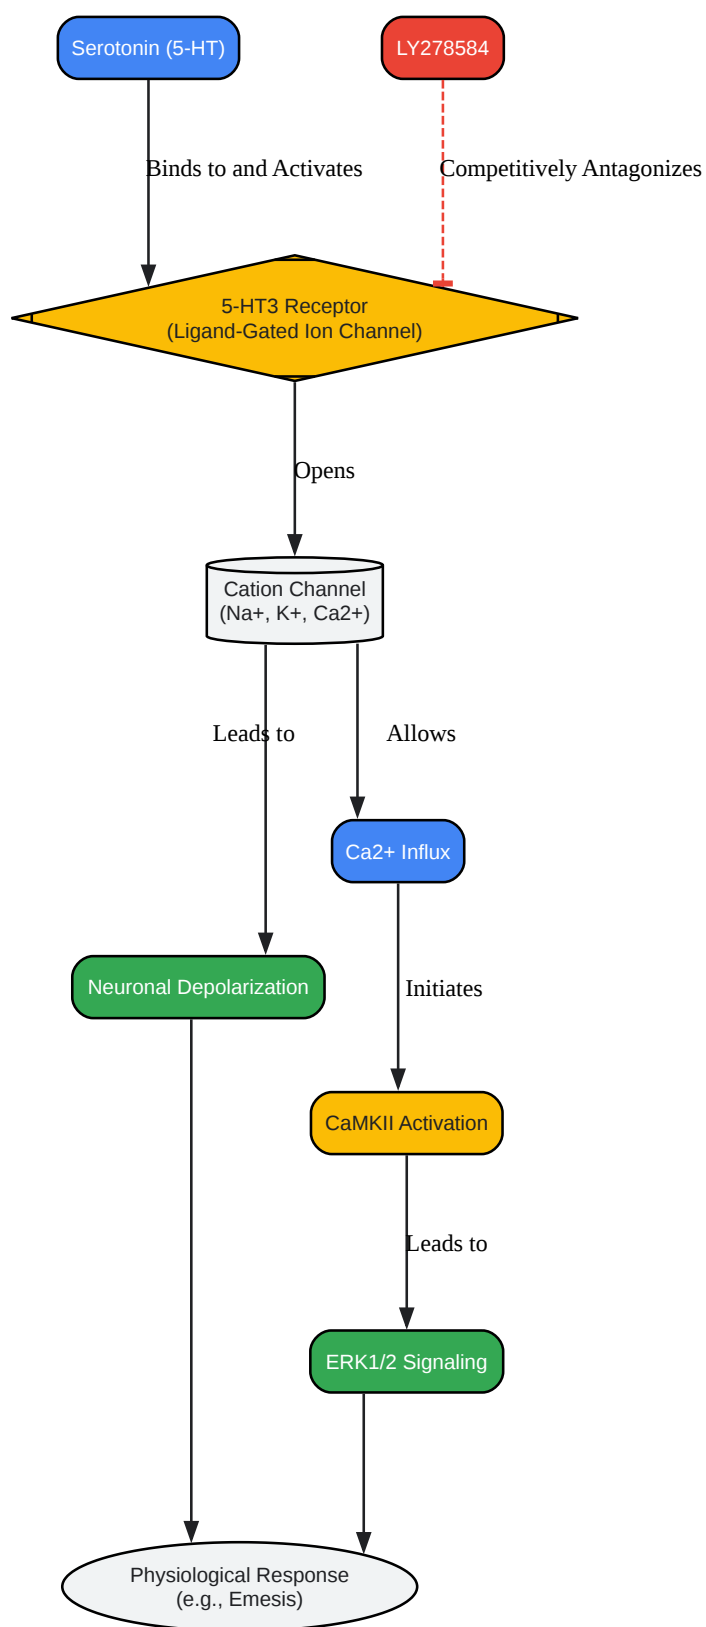 Serotonin (5-HT)
LY278584
Binds to and Activates
Competitively Antagonizes
5-HT3 Receptor
(Ligand-Gated Ion Channel)
Opens
Cation Channel
(Na+, K+, Ca2+)
Leads to
Allows
Ca2+ Influx
Neuronal Depolarization
Initiates
CaMKII Activation
Leads to
ERK1/2 Signaling
Physiological Response
(e.g., Emesis)